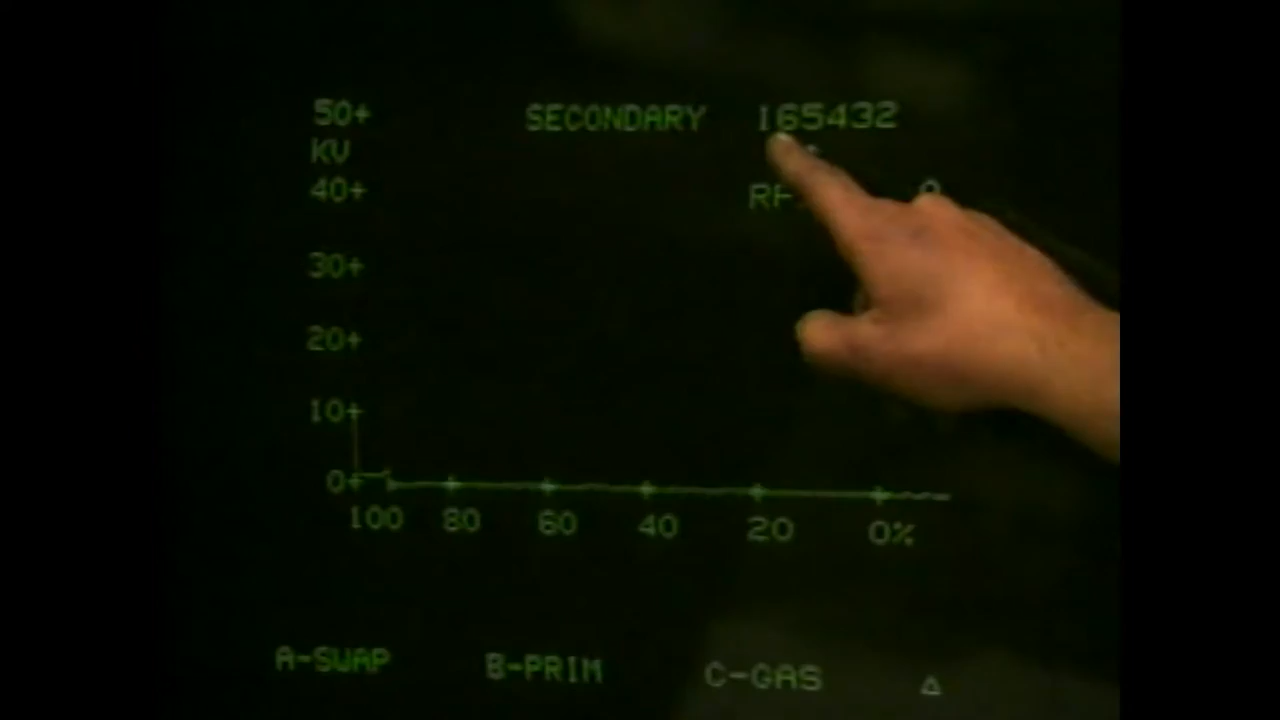 50+ SECONDARY 165432
KV
40+
30+
20+
10+
0+
100 80 60 40 20 0%
A-SWAP B-PRIM C-GAS